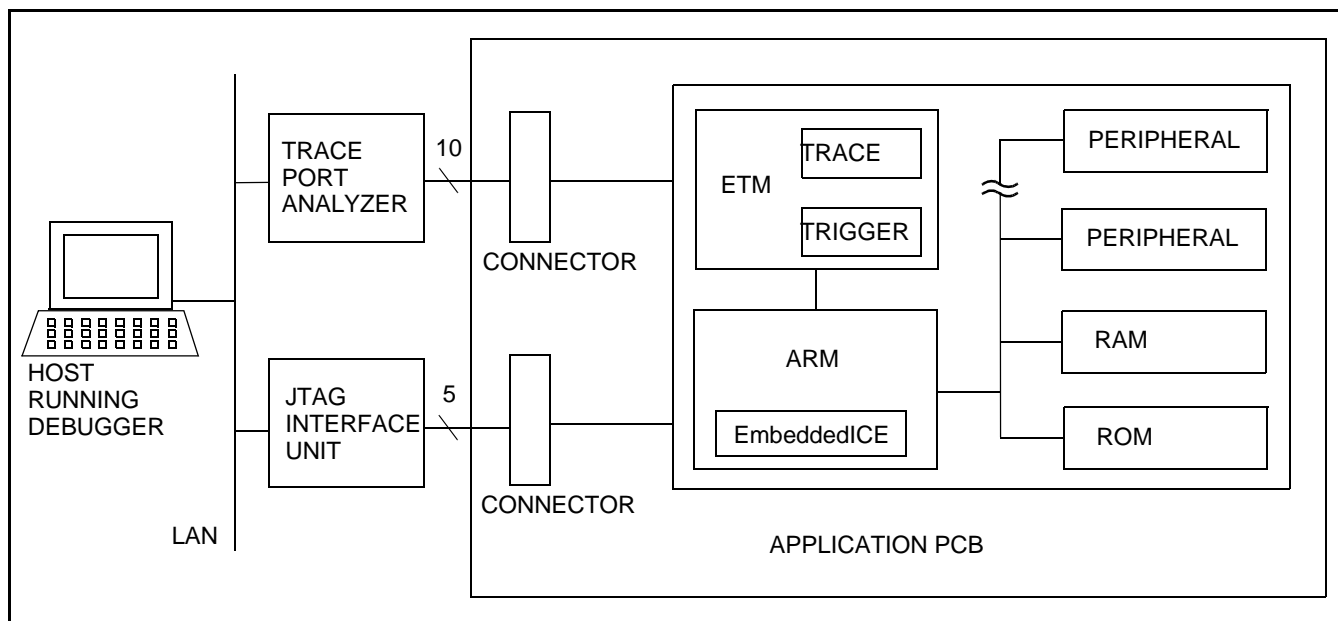 TRACE
PORT
ANALYZER
10
CONNECTOR
ETM
TRACE
TRIGGER
PERIPHERAL
PERIPHERAL
RAM
ROM
ARM
EmbeddedICE
HOST
RUNNING
DEBUGGER
JTAG
INTERFACE
UNIT
5
CONNECTOR
LAN
APPLICATION PCB